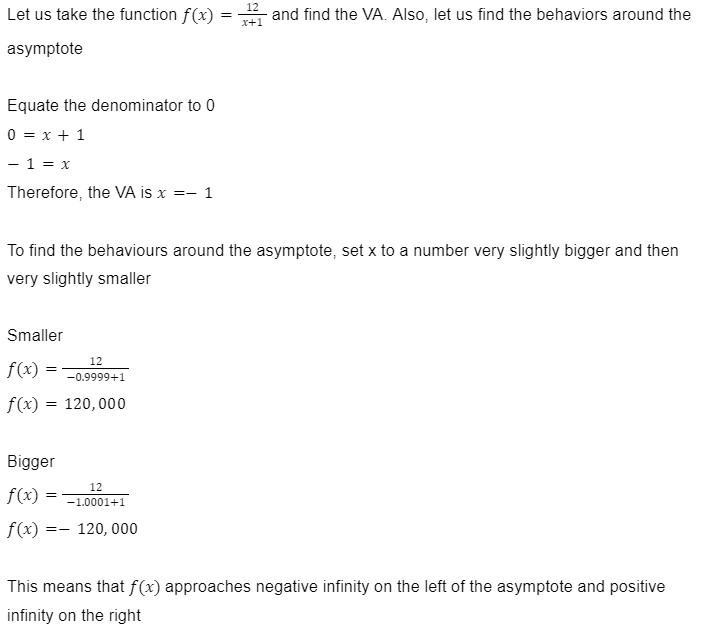 Let us take the function f(x) = 12/(x+1) and find the VA. Also, let us find the behaviors around the
asymptote
Equate the denominator to 0
0 = x + 1
− 1 = x
Therefore, the VA is x =− 1
To find the behaviours around the asymptote, set x to a number very slightly bigger and then
very slightly smaller
Smaller
f(x) = 12/(−0.9999+1)
f(x) = 120,000
Bigger
f(x) = 12/(−1.0001+1)
f(x) =− 120,000
This means that f(x) approaches negative infinity on the left of the asymptote and positive
infinity on the right